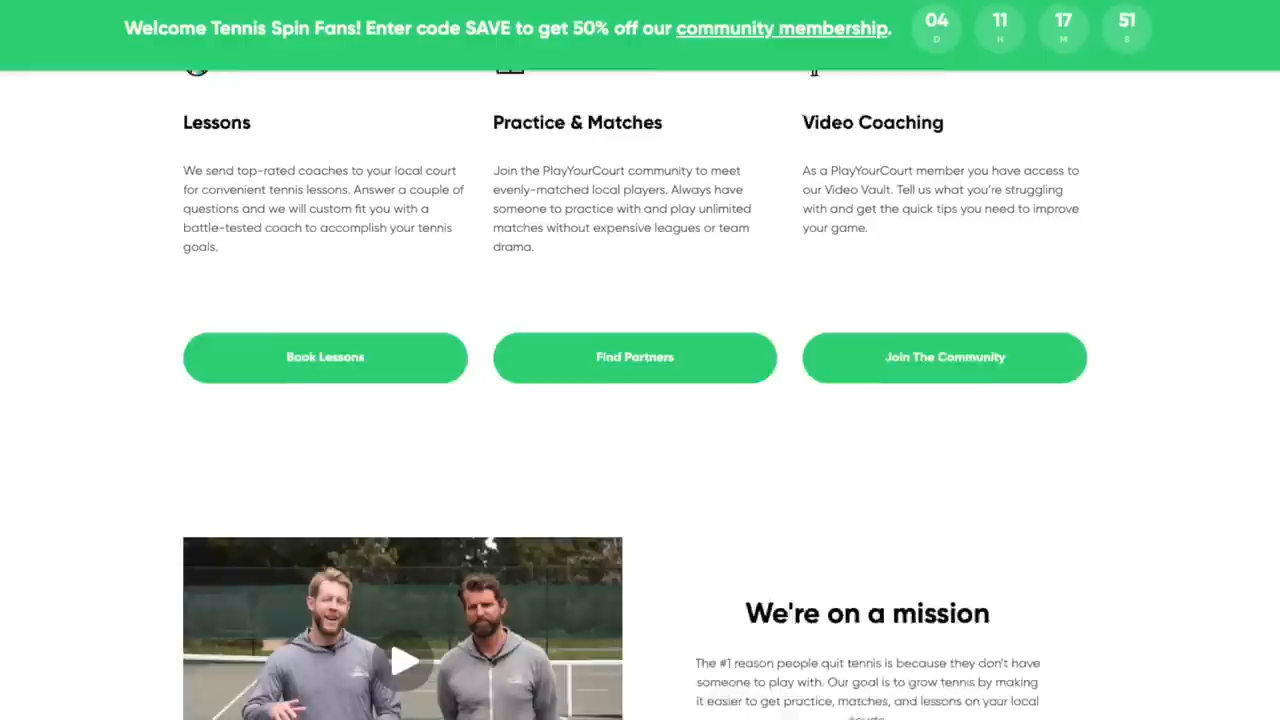 Welcome Tennis Spin Fans! Enter code SAVE to get 50% off our community membership.
04 11 17 51
D H M S
Lessons
We send top-rated coaches to your local court
for convenient tennis lessons. Answer a couple of
questions and we will custom fit you with a
battle-tested coach to accomplish your tennis
goals.
Book Lessons
Practice & Matches
Join the PlayYourCourt community to meet
evenly-matched local players. Always have
someone to practice with and play unlimited
matches without expensive leagues or team
drama.
Find Partners
Video Coaching
As a PlayYourCourt member you have access to
our Video Vault. Tell us what you're struggling
with and get the quick tips you need to improve
your game.
Join The Community
We're on a mission
The #1 reason people quit tennis is because they don't have
someone to play with. Our goal is to grow tennis by making
it easier to get practice, matches, and lessons on your local